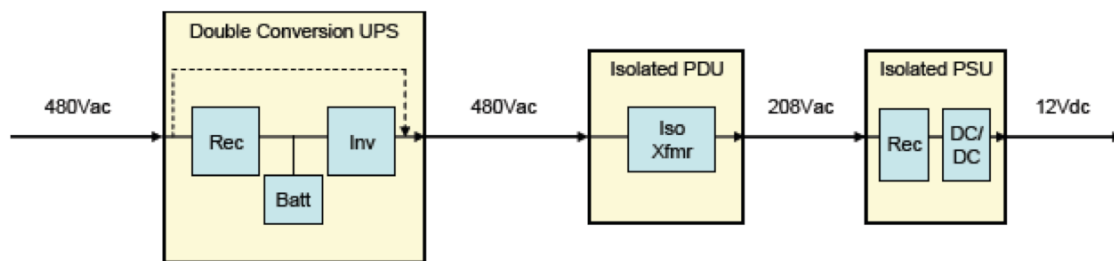 Double Conversion UPS
Isolated PDU
Isolated PSU
480Vac
480Vac
208Vac
12Vdc
Rec
Inv
Batt
Iso
Xfmr
Rec
DC/
DC